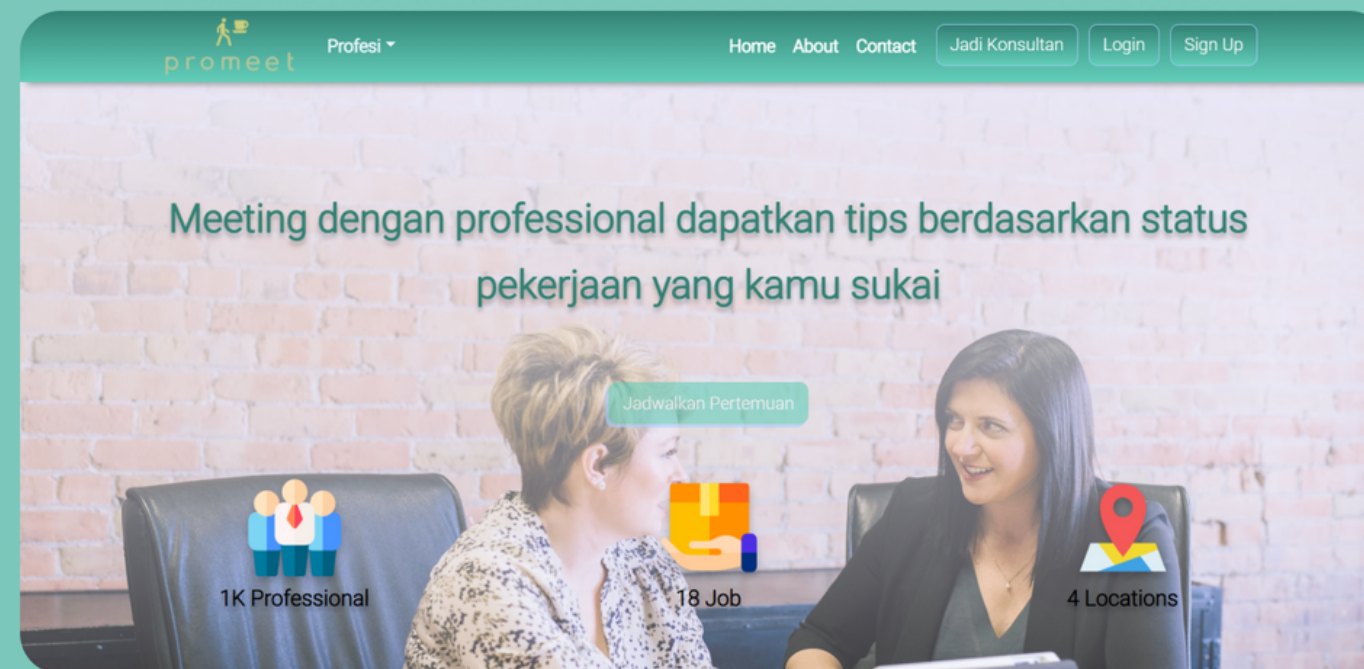 promeet
Profesi
Home About Contact Jadi Konsultan Login Sign Up
Meeting dengan professional dapatkan tips berdasarkan status
pekerjaan yang kamu sukai
Jadwalkan Pertemuan
1K Professional
18 Job
4 Locations